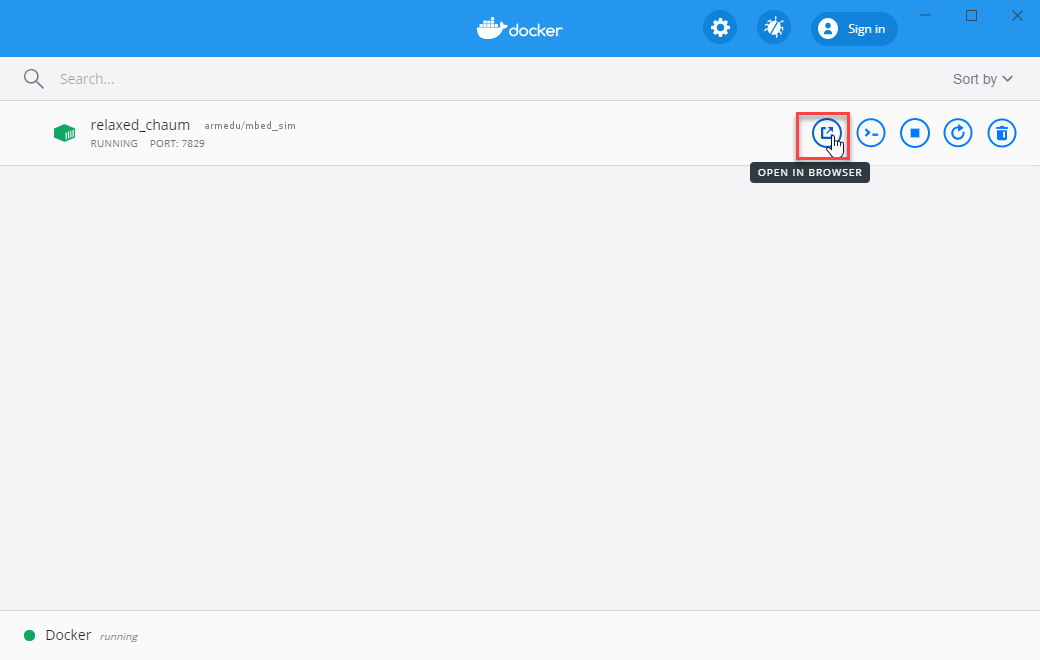 docker
Sign in
Search...
Sort by
relaxed_chaum armedu/mbed_sim
RUNNING PORT: 7829
OPEN IN BROWSER
Docker running